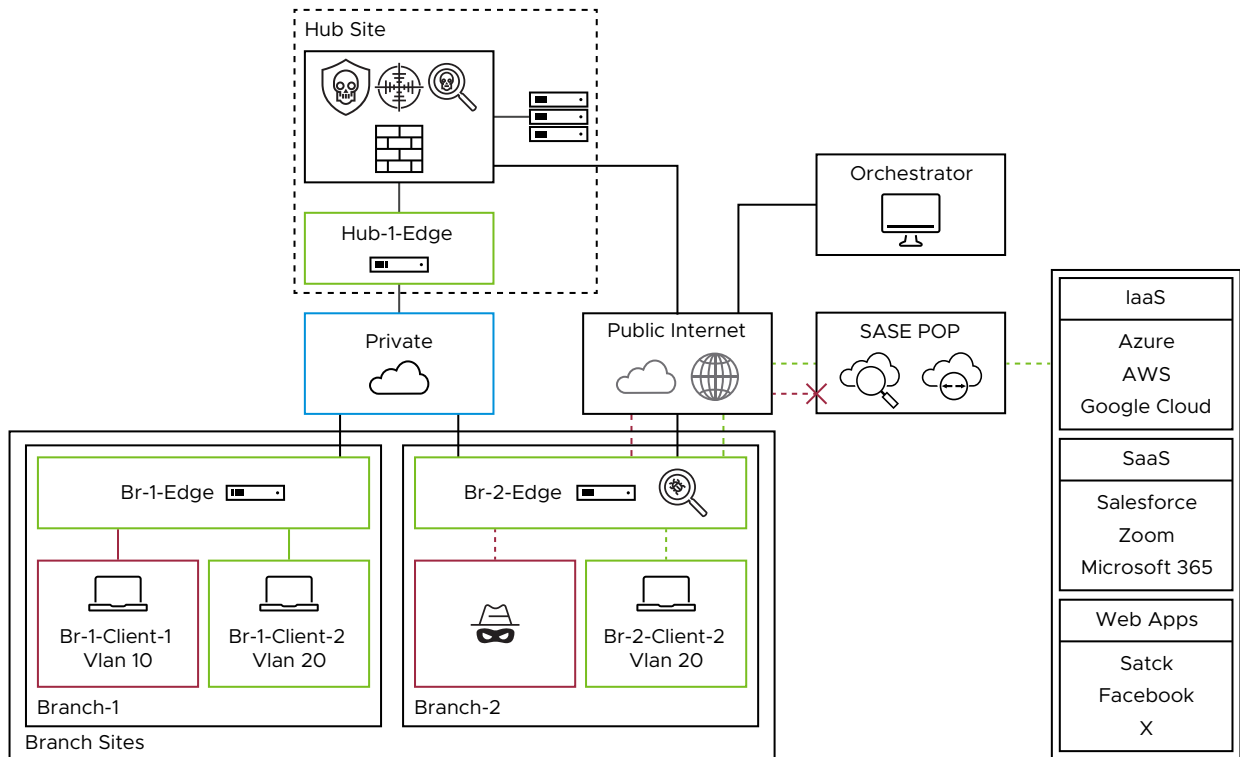 Hub Site
Hub-1-Edge
Orchestrator
Private
Public Internet
SASE POP
IaaS
Azure
AWS
Google Cloud
SaaS
Salesforce
Zoom
Microsoft 365
Web Apps
Satck
Facebook
X
Br-1-Edge
Br-2-Edge
Br-1-Client-1
Vlan 10
Br-1-Client-2
Vlan 20
Br-2-Client-2
Vlan 20
Branch-1
Branch-2
Branch Sites